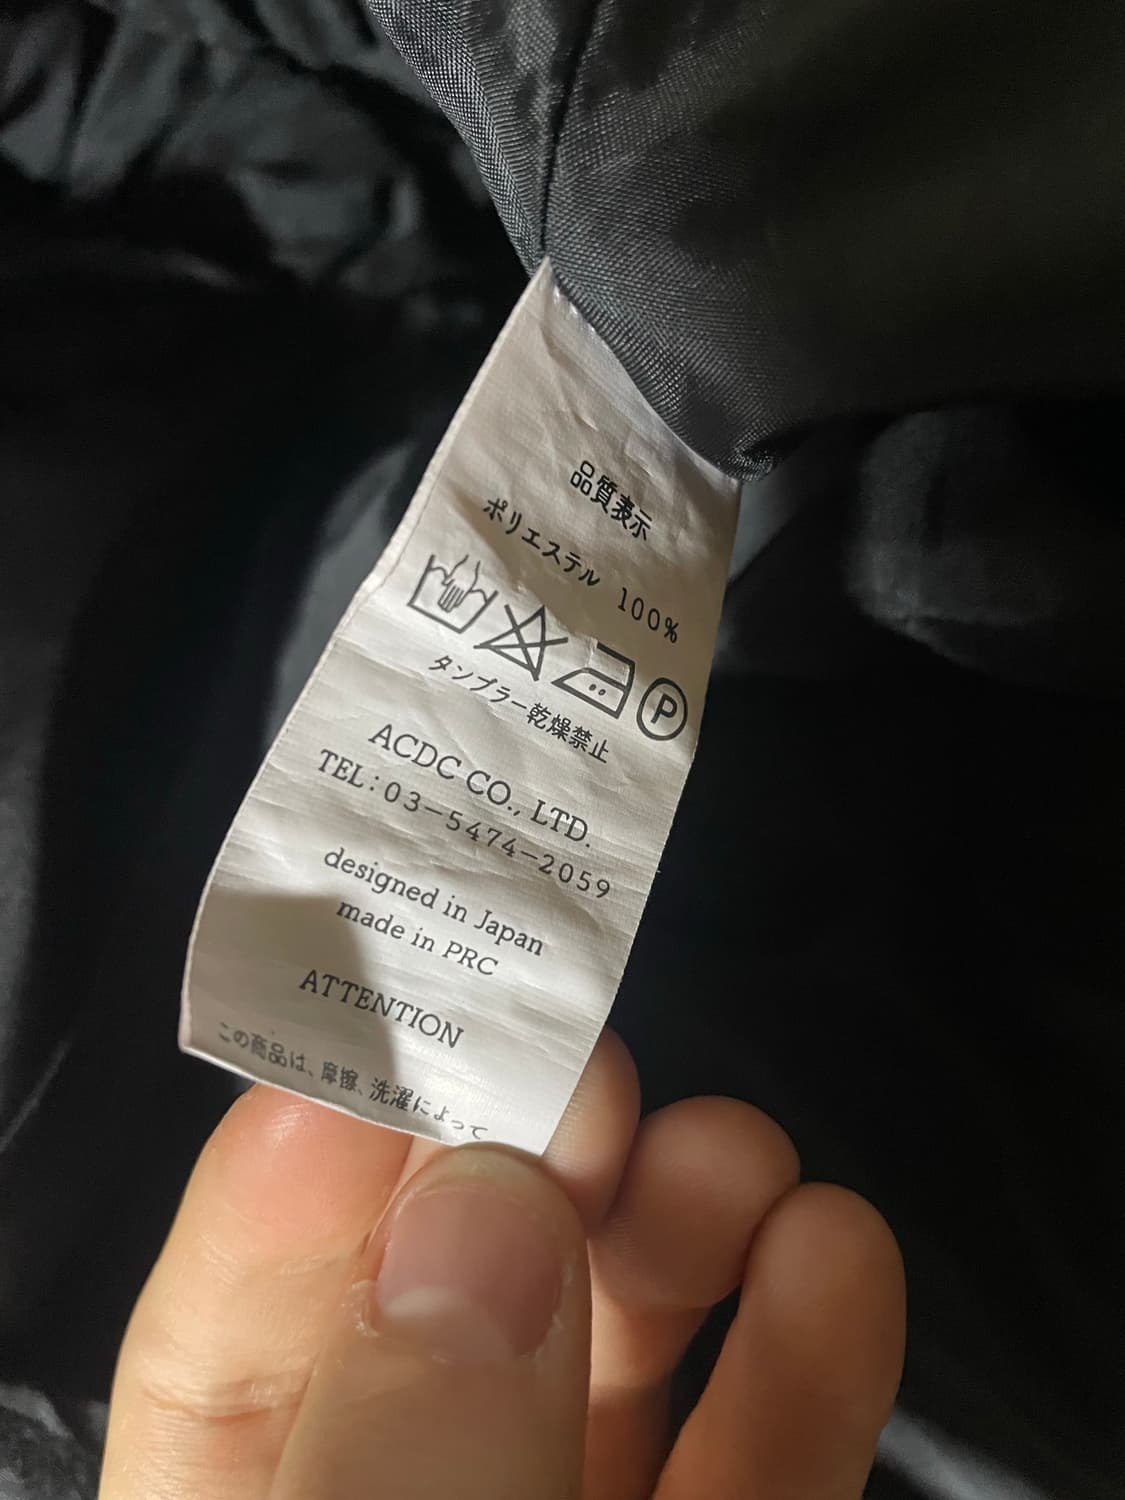 品質表示
ポリエステル 100%
P
タンブラー乾燥禁止
ACDC CO., LTD.
TEL:03-5474-2059
designed in Japan
made in PRC
ATTENTION
この商品は、摩擦、洗濯によって